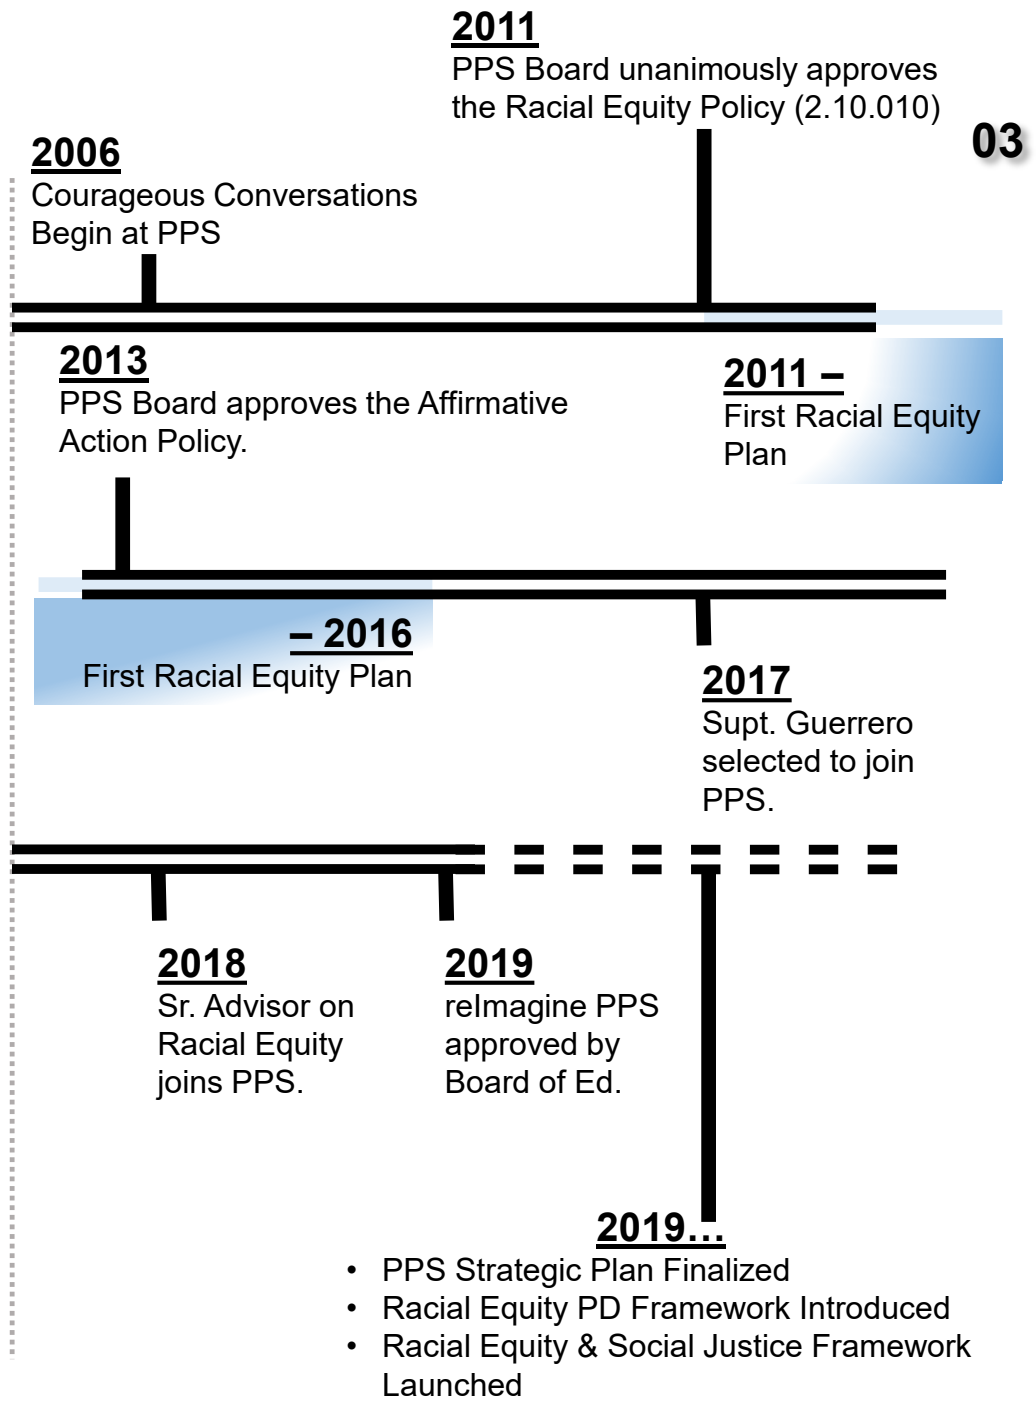 2011
PPS Board unanimously approves
the Racial Equity Policy (2.10.010)
03
2006
Courageous Conversations
Begin at PPS
2013
PPS Board approves the Affirmative
Action Policy.
2011 –
First Racial Equity
Plan
– 2016
First Racial Equity Plan
2017
Supt. Guerrero
selected to join
PPS.
2018
Sr. Advisor on
Racial Equity
joins PPS.
2019
reImagine PPS
approved by
Board of Ed.
2019…
• PPS Strategic Plan Finalized
• Racial Equity PD Framework Introduced
• Racial Equity & Social Justice Framework
Launched